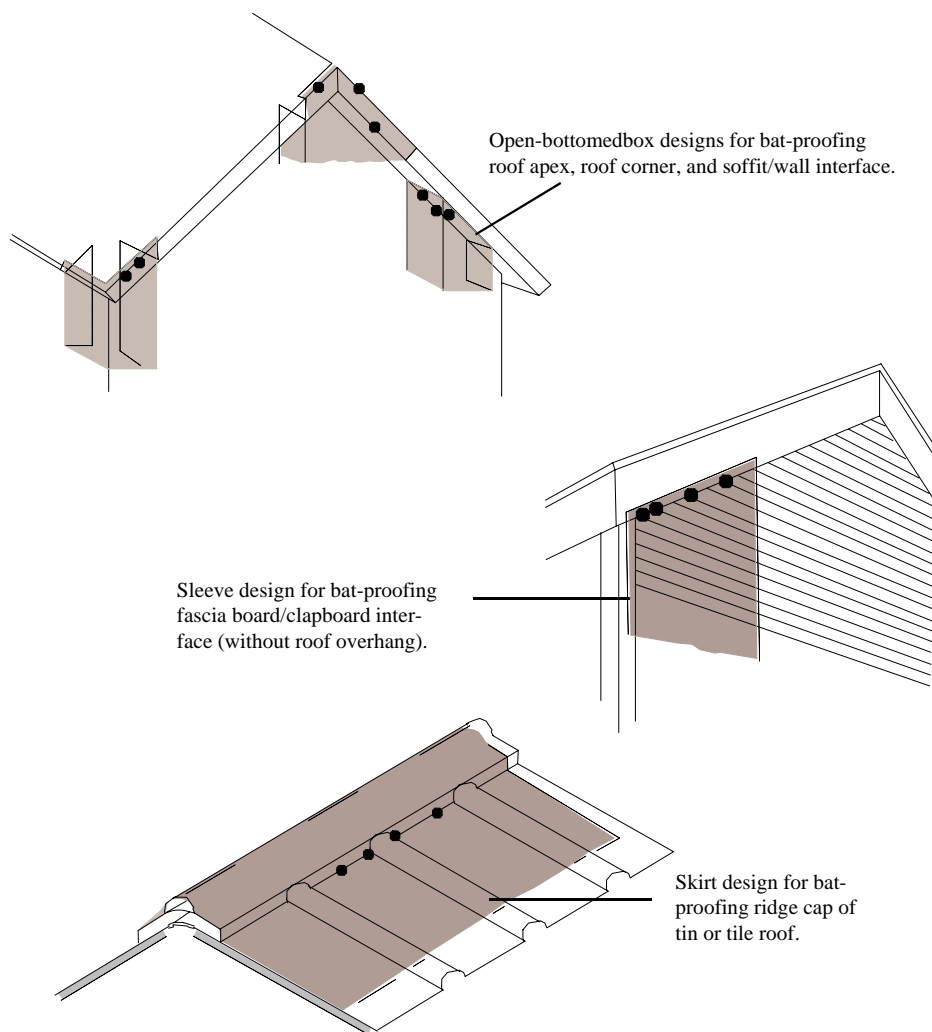 Open-bottomedbox designs for bat-proofing
roof apex, roof corner, and soffit/wall interface.
Sleeve design for bat-proofing
fascia board/clapboard inter-
face (without roof overhang).
Skirt design for bat-
proofing ridge cap of
tin or tile roof.